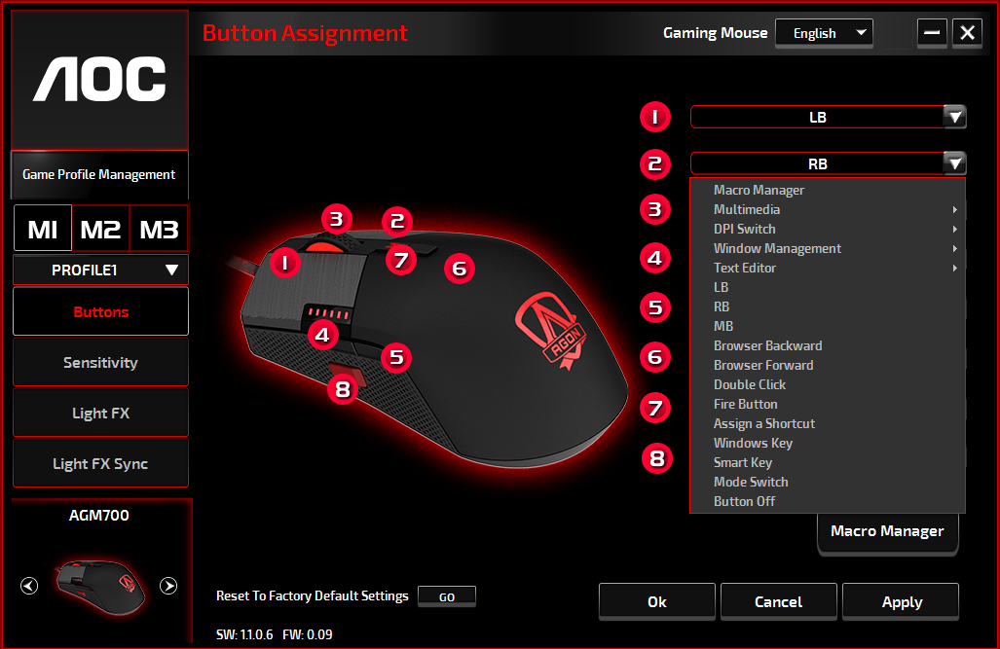 Button Assignment
Gaming Mouse
English
AOC
Game Profile Management
M1 M2 M3
PROFILE1
Buttons
Sensitivity
Light FX
Light FX Sync
AGM700
1
2
3
4
5
6
7
8
AGON
1 LB
2 RB
3
4
5
6
7
8
Macro Manager
Multimedia
DPI Switch
Window Management
Text Editor
LB
RB
MB
Browser Backward
Browser Forward
Double Click
Fire Button
Assign a Shortcut
Windows Key
Smart Key
Mode Switch
Button Off
Macro Manager
Reset To Factory Default Settings
GO
Ok
Cancel
Apply
SW: 1.1.0.6 FW: 0.09